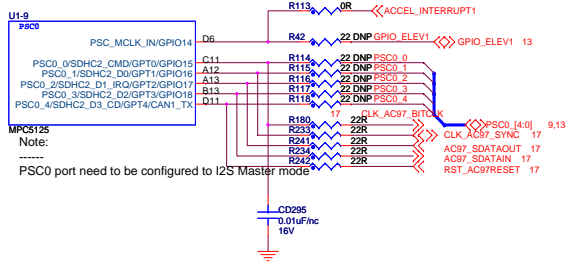 R113 0R ACCEL_INTERRUPT1
U1-9
PSC0
PSC_MCLK_IN/GPIO14 D6 R42 22 DNP GPIO_ELEV1 GPIO_ELEV1 13
PSC0_0/SDHC2_CMD/GPT0/GPIO15 C11 R114 22 DNP PSC0_0
PSC0_1/SDHC2_D0/GPT1/GPIO16 A12 R115 22 DNP PSC0_1
PSC0_2/SDHC2_D1_IRQ/GPT2/GPIO17 A13 R116 22 DNP PSC0_2
PSC0_3/SDHC2_D2/GPT3/GPIO18 B13 R117 22 DNP PSC0_3
PSC0_4/SDHC2_D3_CD/GPT4/CAN1_TX D11 R118 22 DNP PSC0_4
17 CLK_AC97_BITCLK
MPC5125 R180 22R PSC0_[4:0] 9,13
R233 22R CLK_AC97_SYNC 17
Note: R241 22R AC97_SDATAOUT 17
------ R234 22R AC97_SDATAIN 17
PSC0 port need to be configured to I2S Master mode R242 22R RST_AC97RESET 17
CD295
0.01uF/nc
16V